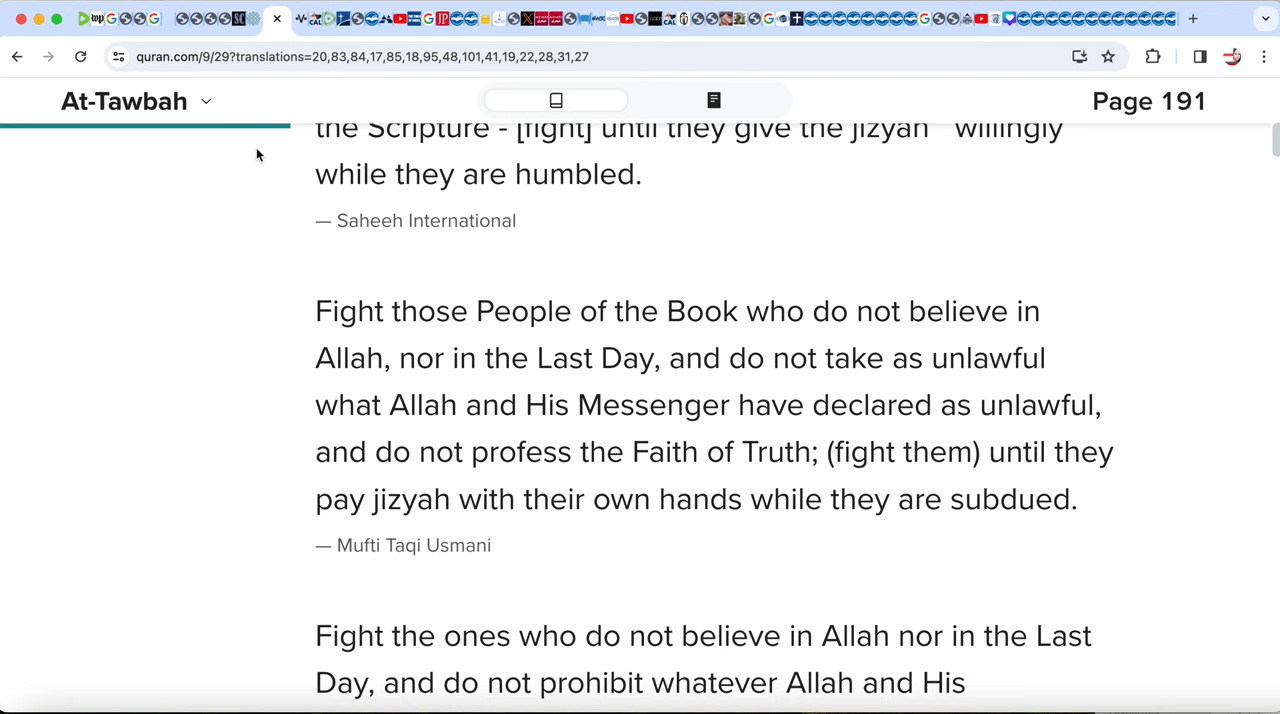 quran.com/9/29?translations=20,83,84,17,85,18,95,48,101,41,19,22,28,31,27
At-Tawbah
Page 191
the Scripture - [fight] until they give the jizyah willingly
while they are humbled.
— Saheeh International
Fight those People of the Book who do not believe in
Allah, nor in the Last Day, and do not take as unlawful
what Allah and His Messenger have declared as unlawful,
and do not profess the Faith of Truth; (fight them) until they
pay jizyah with their own hands while they are subdued.
— Mufti Taqi Usmani
Fight the ones who do not believe in Allah nor in the Last
Day, and do not prohibit whatever Allah and His